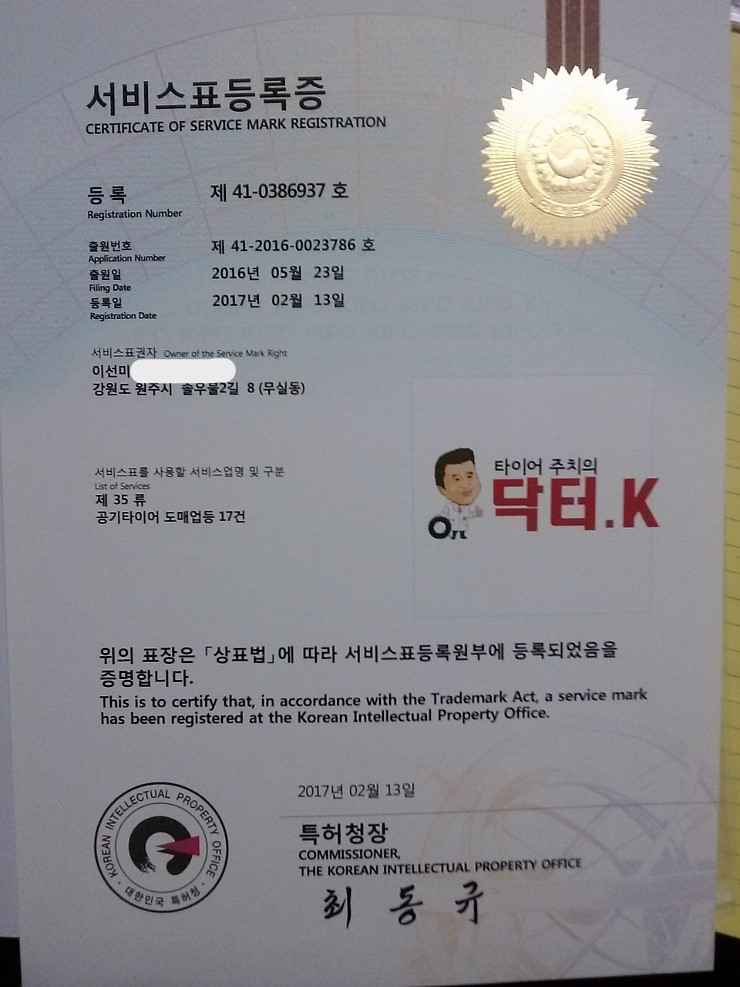 서비스표등록증
CERTIFICATE OF SERVICE MARK REGISTRATION
등록 제 41-0386937 호
Registration Number
출원번호 제 41-2016-0023786 호
Application Number
출원일 2016년 05월 23일
Filing Date
등록일 2017년 02월 13일
Registration Date
서비스표권자 Owner of the Service Mark Right
이선미
강원도 원주시 솔우물2길 8 (무실동)
서비스표를 사용할 서비스업명 및 구분
List of Services
제 35 류
공기타이어 도매업등 17건
타이어 주치의
닥터.K
위의 표장은 「상표법」에 따라 서비스표등록원부에 등록되었음을
증명합니다.
This is to certify that, in accordance with the Trademark Act, a service mark
has been registered at the Korean Intellectual Property Office.
2017년 02월 13일
특허청장
COMMISSIONER,
THE KOREAN INTELLECTUAL PROPERTY OFFICE
최동규
KOREAN INTELLECTUAL PROPERTY OFFICE
대한민국 특허청